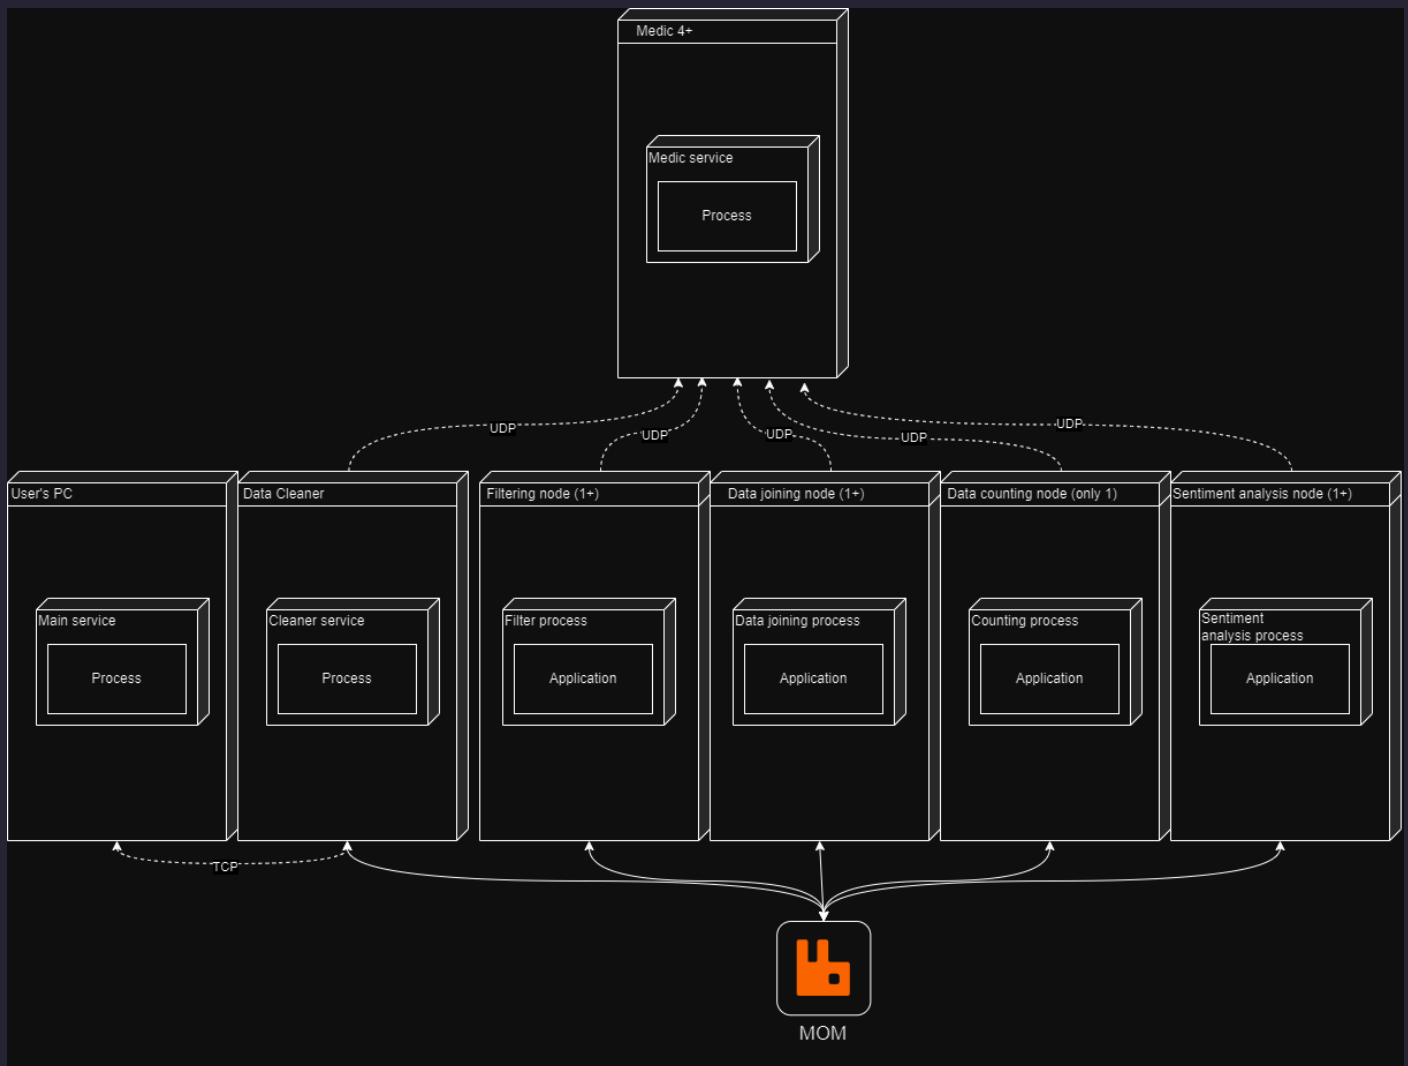 Medic 4+
Medic service
Process
UDP
UDP
UDP
UDP
UDP
User's PC
Data Cleaner
Filtering node (1+)
Data joining node (1+)
Data counting node (only 1)
Sentiment analysis node (1+)
Main service
Cleaner service
Filter process
Data joining process
Counting process
Sentiment
analysis process
Process
Process
Application
Application
Application
Application
TCP
MOM